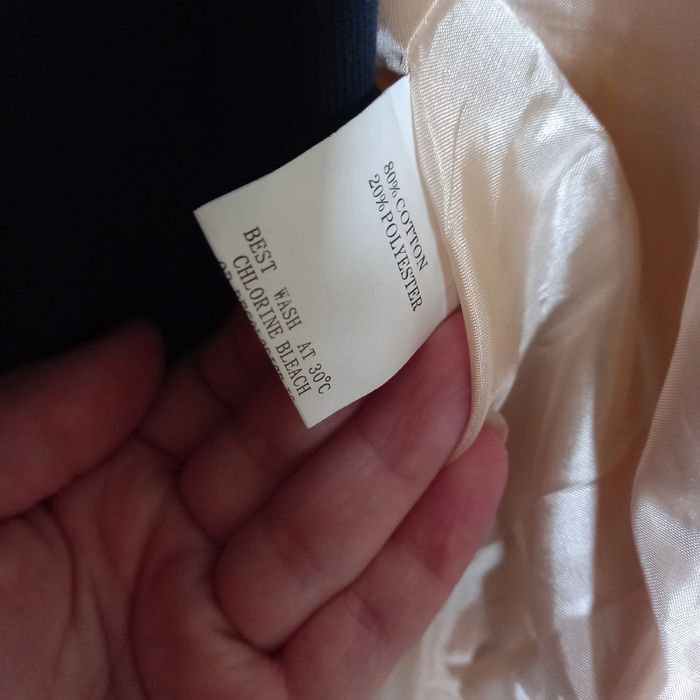 80%COTTON
20%POLYESTER
BEST WASH AT 30°C
CHLORINE BLEACH